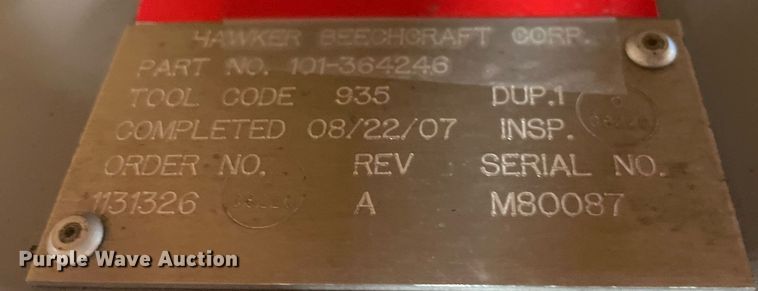 HAWKER BEECHCRAFT CORP.
PART NO. 101-364246
TOOL CODE 935 DUP.1
COMPLETED 08/22/07 INSP.
ORDER NO. REV SERIAL NO.
1131326 A M80087
Purple Wave Auction